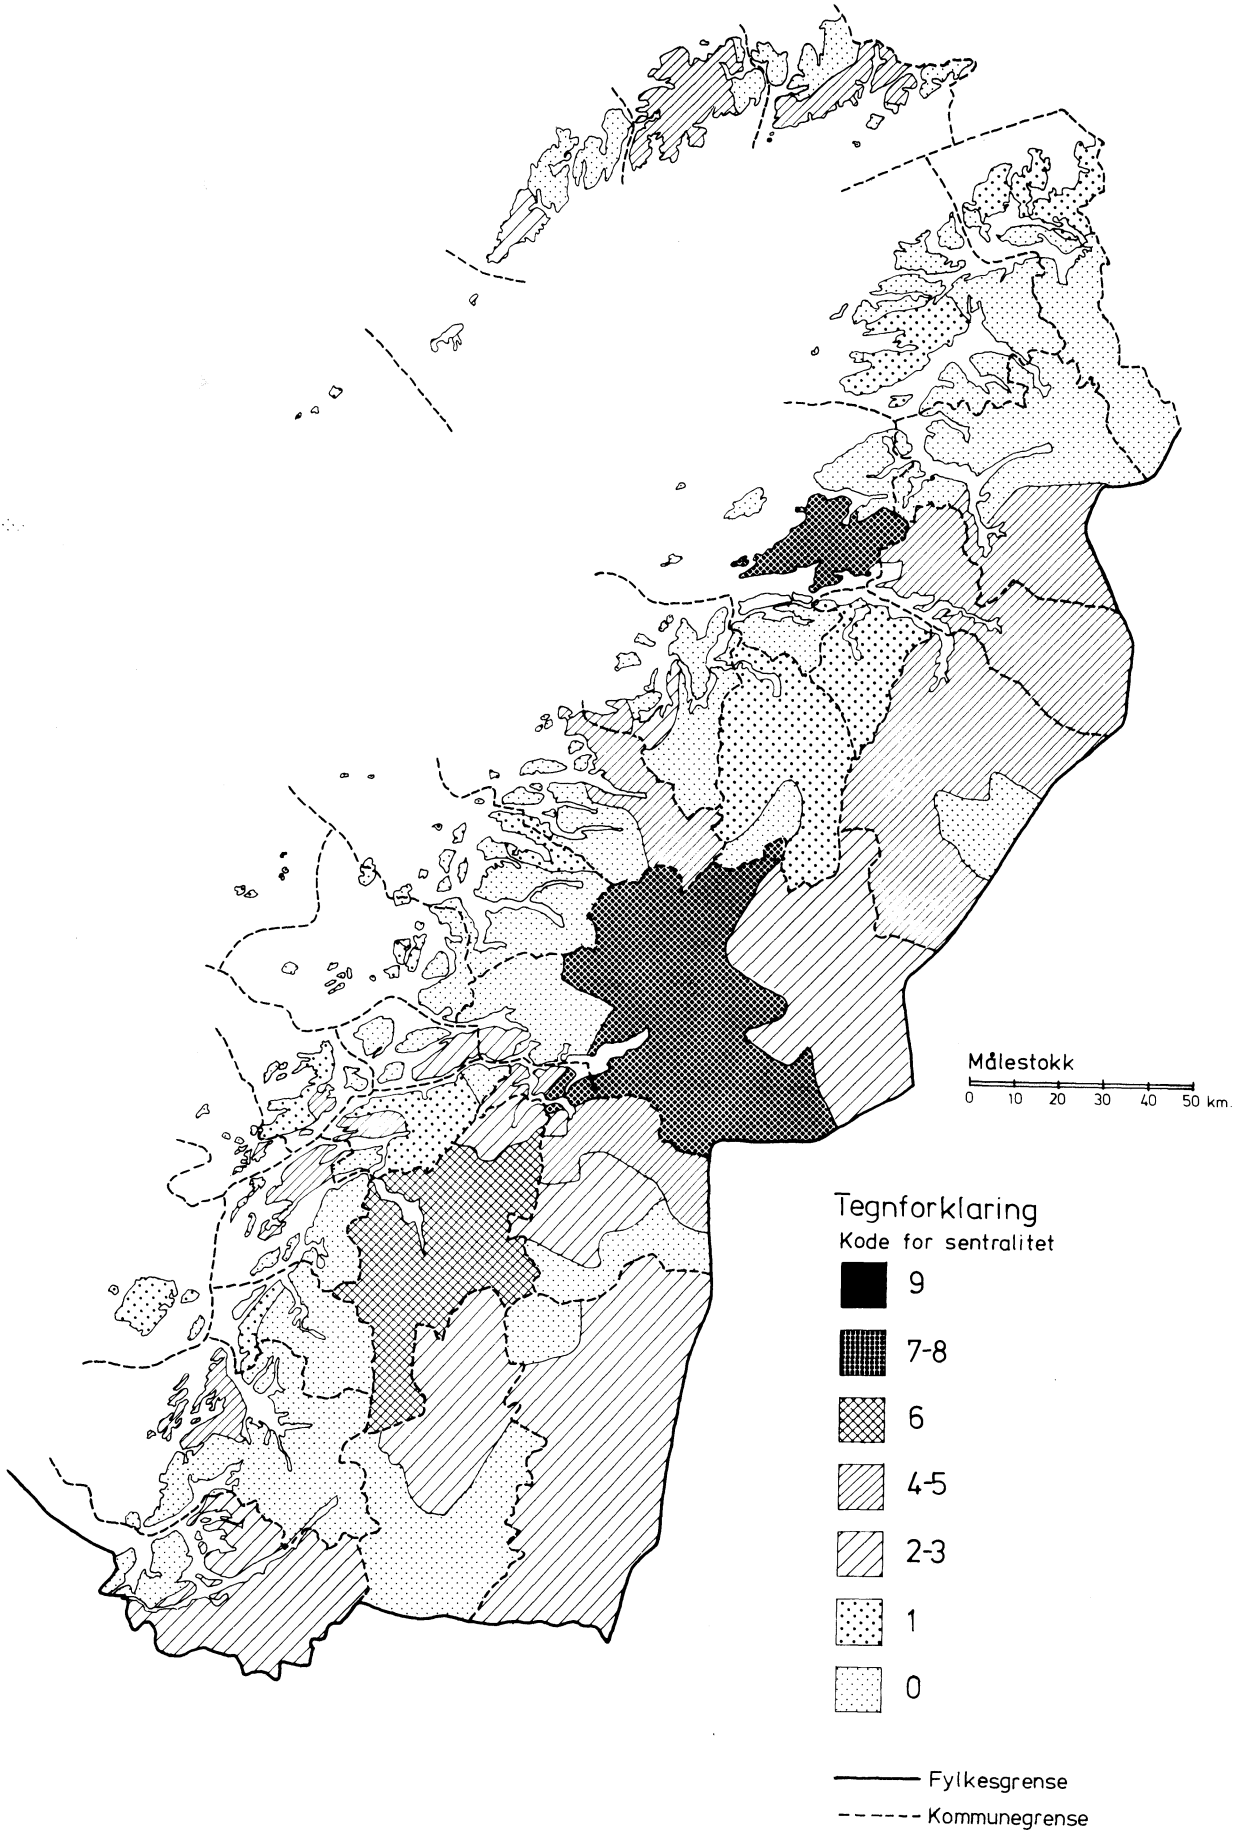 Målestokk
0 10 20 30 40 50 km.
Tegnforklaring
Kode for sentralitet
9
7-8
6
4-5
2-3
1
0
Fylkesgrense
Kommunegrense